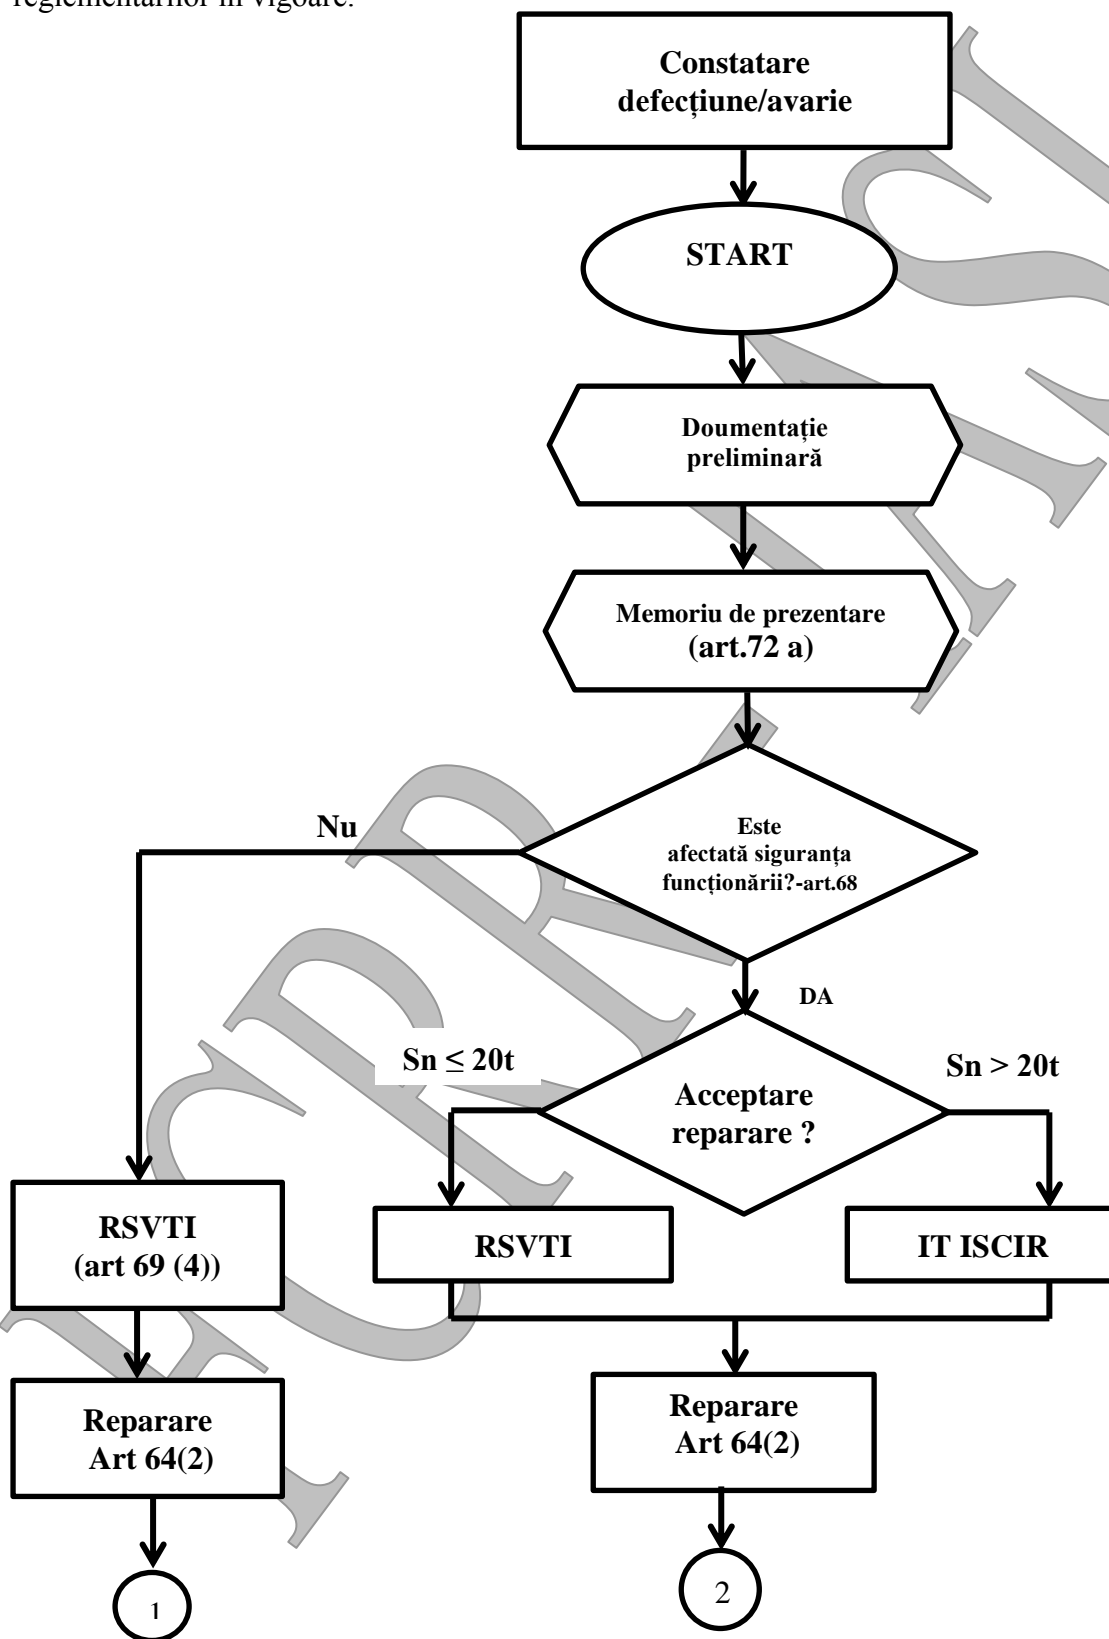 reglementărilor în vigoare.
Constatare
defecțiune/avarie
START
Doumentație
preliminară
Memoriu de prezentare
(art.72 a)
Nu
Este
afectată siguranța
funcționării?-art.68
DA
Sn ≤ 20t
Sn > 20t
Acceptare
reparare ?
RSVTI
(art 69 (4))
RSVTI
IT ISCIR
Reparare
Art 64(2)
Reparare
Art 64(2)
1
2